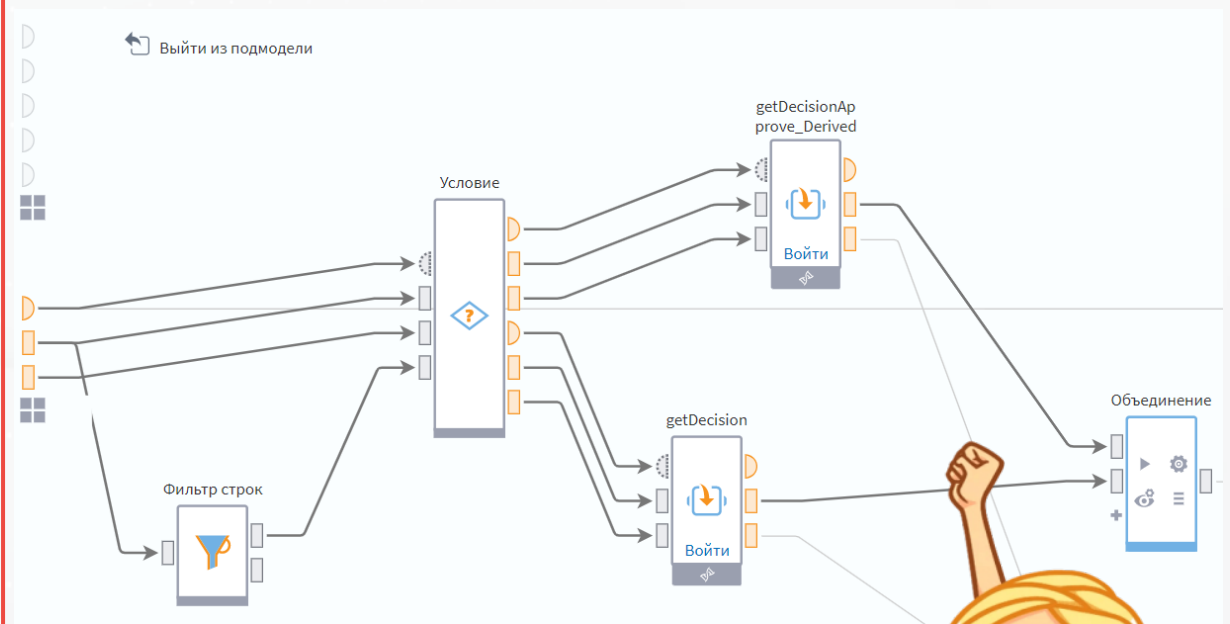 Выйти из подмодели
getDecisionAp
prove_Derived
Условие
Войти
getDecision
Объединение
Фильтр строк
Войти